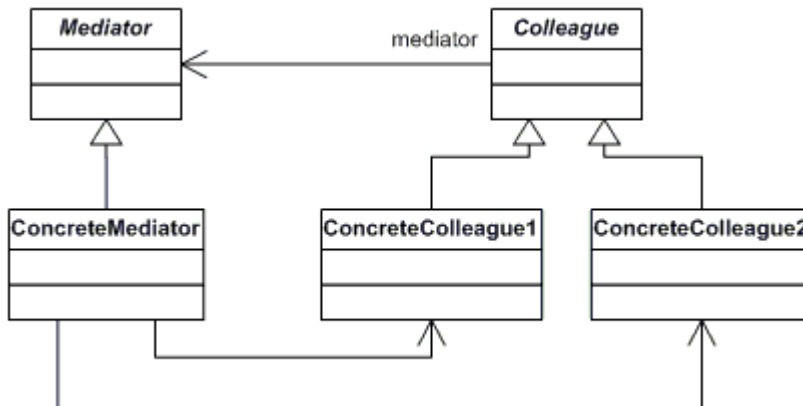 Mediator
mediator
Colleague
ConcreteMediator
ConcreteColleague1
ConcreteColleague2